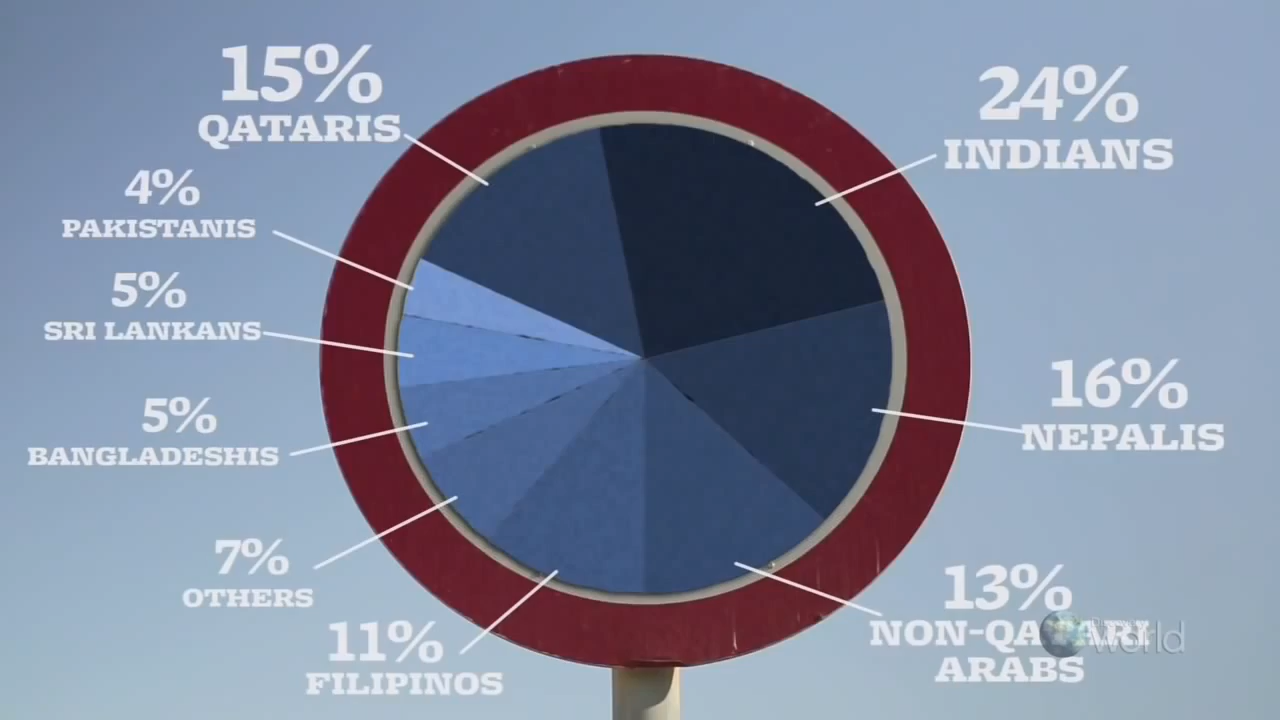 15%
QATARIS
24%
INDIANS
4%
PAKISTANIS
5%
SRI LANKANS
16%
NEPALIS
5%
BANGLADESHIS
7%
OTHERS
13%
ARABS
11%
FILIPINOS
world